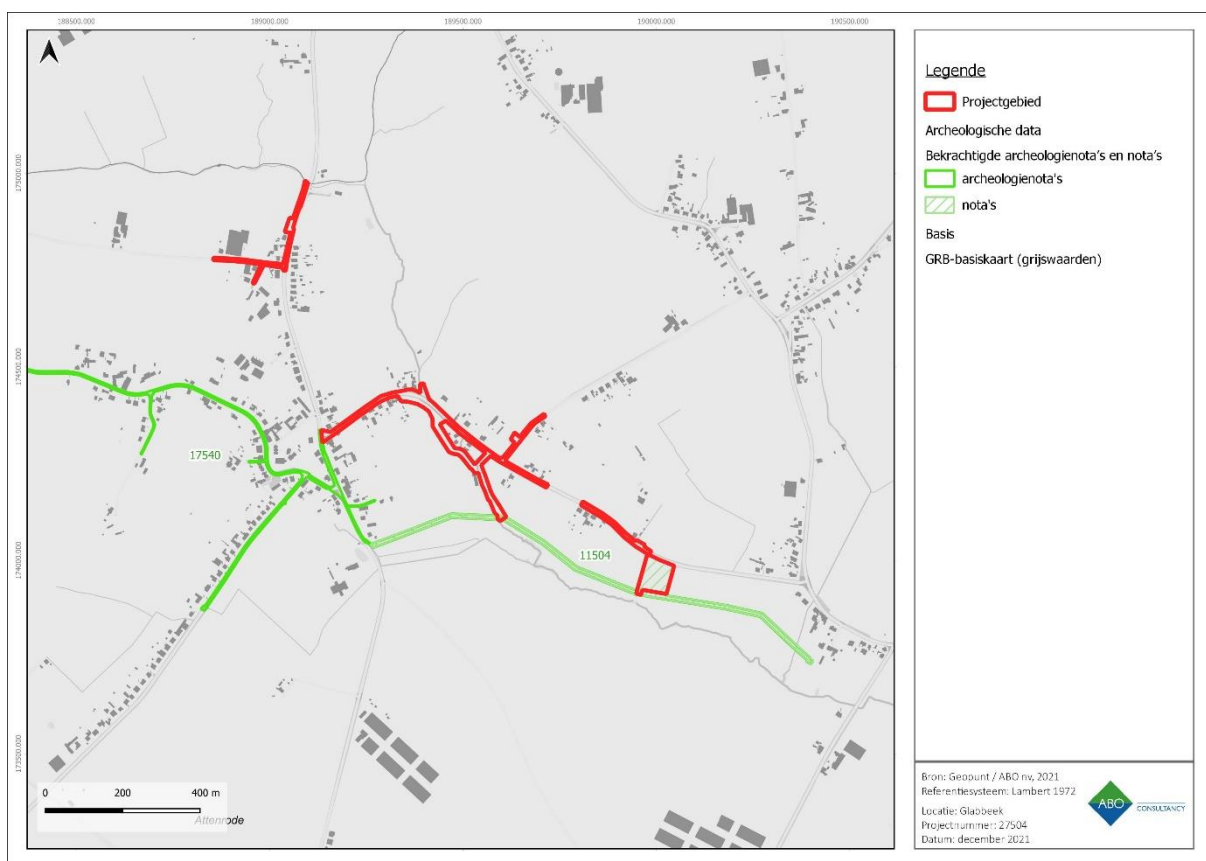 188500.000
189000.000
189500.000
190000.000
190500.000
175000.000
174500.000
174000.000
173500.000
17540
11504
0 200 400 m
Attenrode
Legende
Projectgebied
Archeologische data
Bekrachtigde archeologienota's en nota's
archeologienota's
nota's
Basis
GRB-basiskaart (grijswaarden)
Bron: Geopunt / ABO nv, 2021
Referentiesysteem: Lambert 1972
Locatie: Glabbeek
Projectnummer: 27504
Datum: december 2021
ABO CONSULTANCY